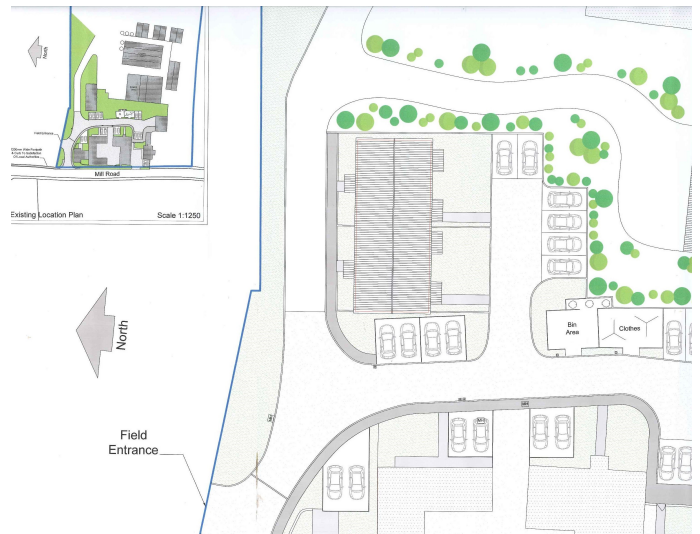 North
Mill Road
Existing Location Plan Scale 1:1250
North
Field
Entrance
Bin
Area
Clothes